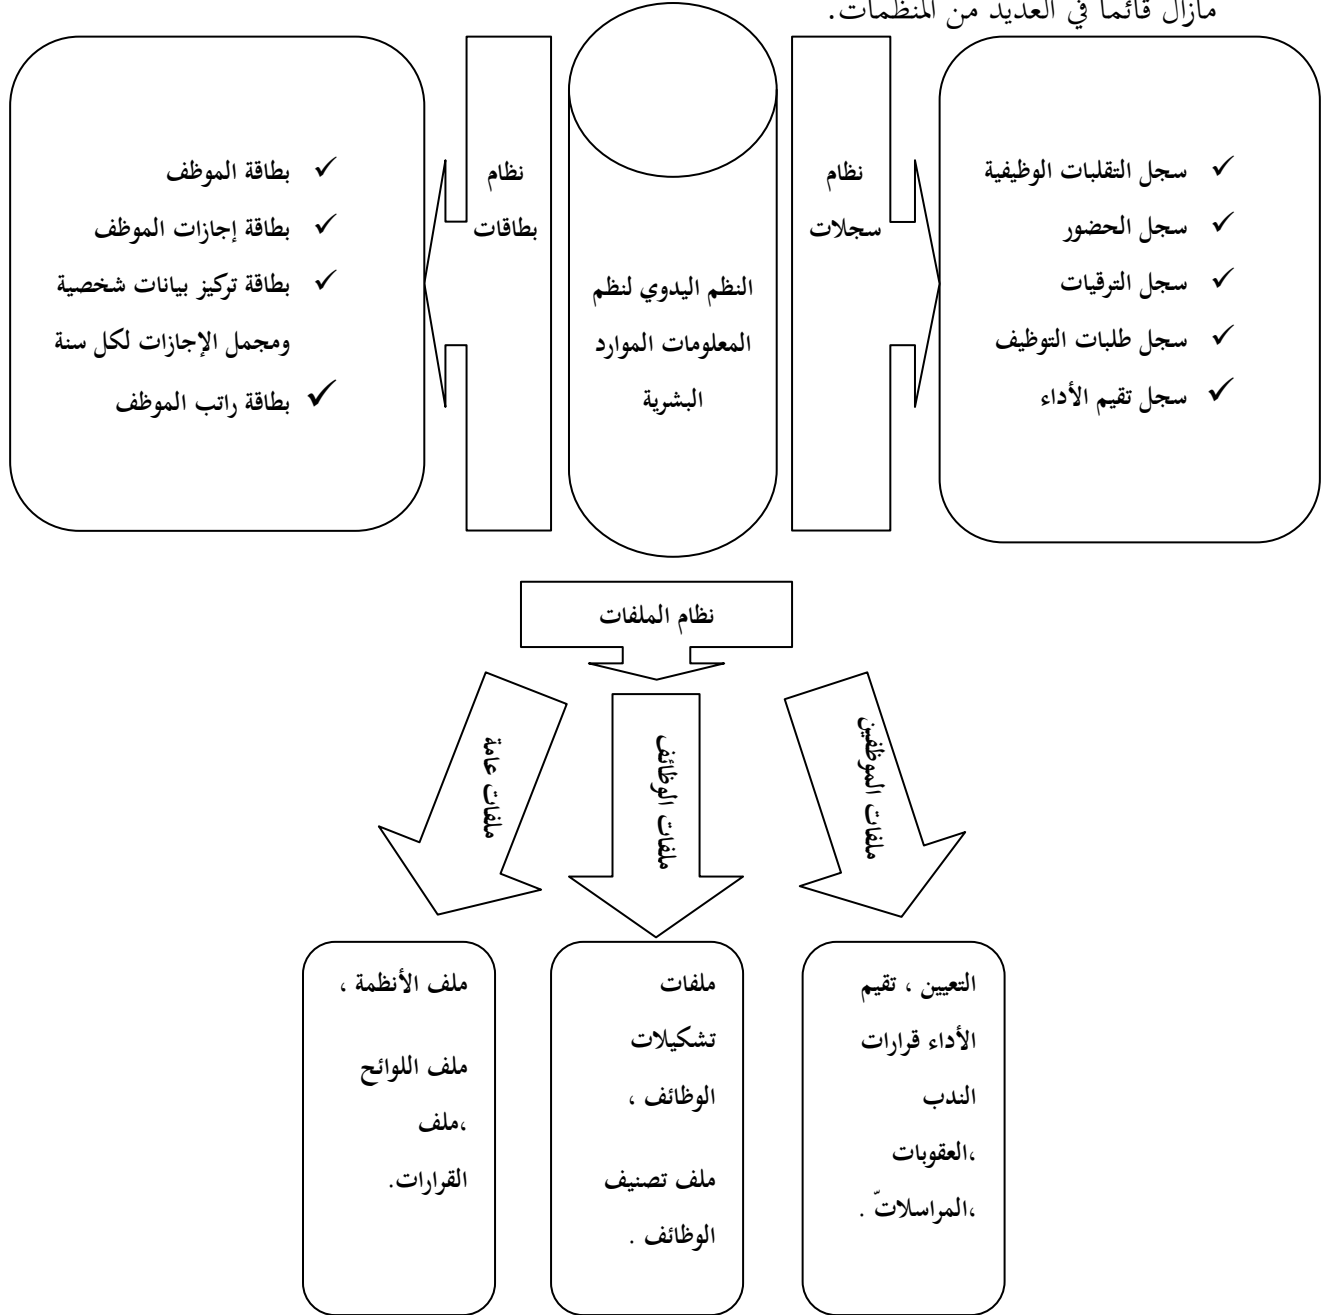 مازال قائما في العديد من المنظمات.
✓ سجل التقلبات الوظيفية
✓ سجل الحضور
✓ سجل الترقيات
✓ سجل طلبات التوظيف
✓ سجل تقيم الأداء
نظام
سجلات
النظم اليدوي لنظم
المعلومات الموارد
البشرية
نظام
بطاقات
✓ بطاقة الموظف
✓ بطاقة إجازات الموظف
✓ بطاقة تركيز بيانات شخصية
ومجمل الإجازات لكل سنة
✓ بطاقة راتب الموظف
نظام الملفات
ملفات الموظفين
ملفات الوظائف
ملفات عامة
التعيين ، تقيم
الأداء قرارات
الندب
،العقوبات
،المراسلاتّ .
ملفات
تشكيلات
الوظائف ،
ملف تصنيف
الوظائف .
ملف الأنظمة ،
ملف اللوائح
،ملف
القرارات.